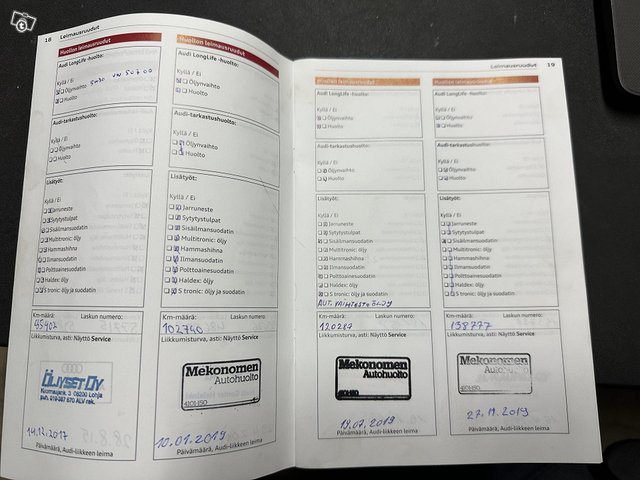 18 Leimausruudut
Huollon leimausruudut
Audi LongLife -huolto:
Kyllä / Ei
Öljynvaihto 5w30 VW 507 00
Huolto
Audi-tarkastushuolto:
Kyllä / Ei
Öljynvaihto
Huolto
Lisätyöt:
Kyllä / Ei
Jarruneste
Sytytystulpat
Sisäilmansuodatin
Multitronic: öljy
Hammashihna
Ilmansuodatin
Polttoainesuodatin
Haldex: öljy
S tronic: öljy ja suodatin
Km-määrä: Laskun numero:
Liikkumisturva, asti: Näyttö Service
ÖLJYSET OY
14.12.2017
Päivämäärä, Audi-liikkeen leima
Huollon leimausruudut
Audi LongLife -huolto:
Kyllä / Ei
Öljynvaihto
Huolto
Audi-tarkastushuolto:
Kyllä / Ei
Öljynvaihto
Huolto
Lisätyöt:
Kyllä / Ei
Jarruneste
Sytytystulpat
Sisäilmansuodatin
Multitronic: öljy
Hammashihna
Ilmansuodatin
Polttoainesuodatin
Haldex: öljy
S tronic: öljy ja suodatin
Km-määrä: Laskun numero:
102740
Liikkumisturva, asti: Näyttö Service
Mekonomen
Autohuolto
10.01.2019
Päivämäärä, Audi-liikkeen leima
Leimausruudut 19
Huollon leimausruudut
Audi LongLife -huolto:
Kyllä / Ei
Öljynvaihto
Huolto
Audi-tarkastushuolto:
Kyllä / Ei
Öljynvaihto
Huolto
Lisätyöt:
Kyllä / Ei
Jarruneste
Sytytystulpat
Sisäilmansuodatin
Multitronic: öljy
Hammashihna
Ilmansuodatin
Polttoainesuodatin
Haldex: öljy
S tronic: öljy ja suodatin
AUT. VAIHTEISTO ÖLJY
Km-määrä: Laskun numero:
120287
Liikkumisturva, asti: Näyttö Service
Mekonomen
Autohuolto
19.07.2019
Päivämäärä, Audi-liikkeen leima
Huollon leimausruudut
Audi LongLife -huolto:
Kyllä / Ei
Öljynvaihto
Huolto
Audi-tarkastushuolto:
Kyllä / Ei
Öljynvaihto
Huolto
Lisätyöt:
Kyllä / Ei
Jarruneste
Sytytystulpat
Sisäilmansuodatin
Multitronic: öljy
Hammashihna
Ilmansuodatin
Polttoainesuodatin
Haldex: öljy
S tronic: öljy ja suodatin
Km-määrä: Laskun numero:
138777
Liikkumisturva, asti: Näyttö Service
Mekonomen
Autohuolto
27.11.2019
Päivämäärä, Audi-liikkeen leima